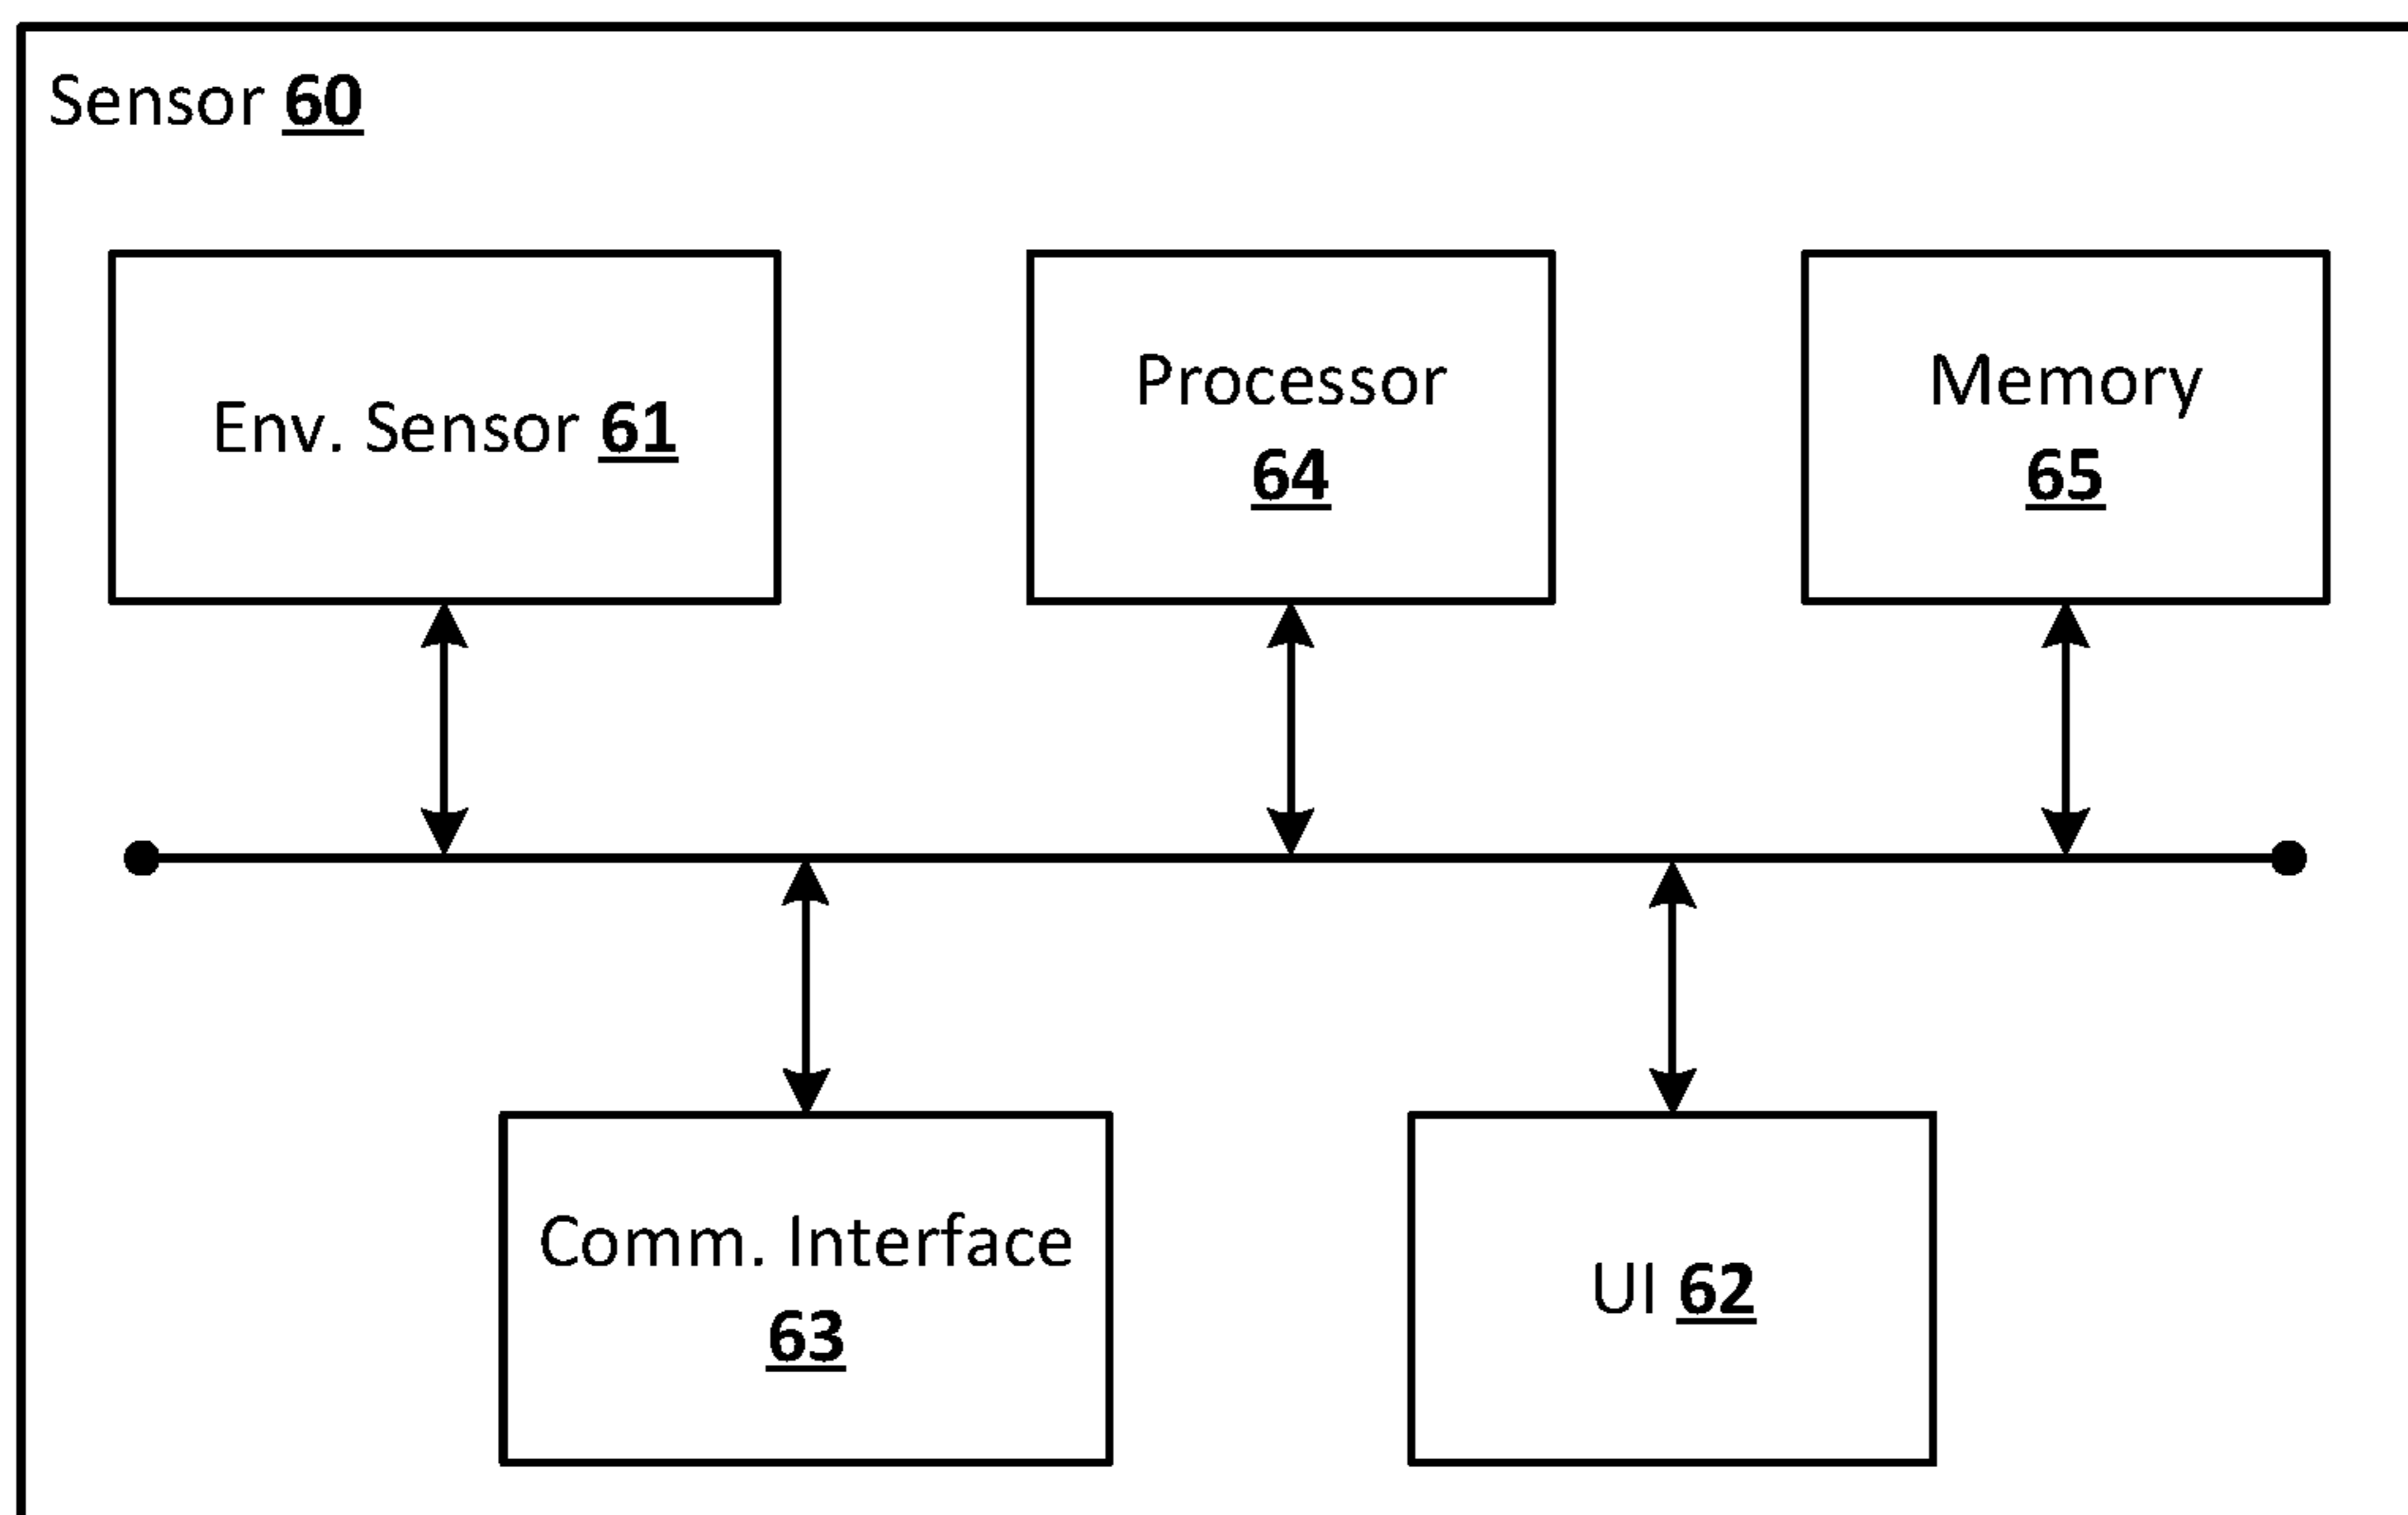 Sensor 60
Env. Sensor 61
Processor
64
Memory
65
Comm. Interface
63
UI 62